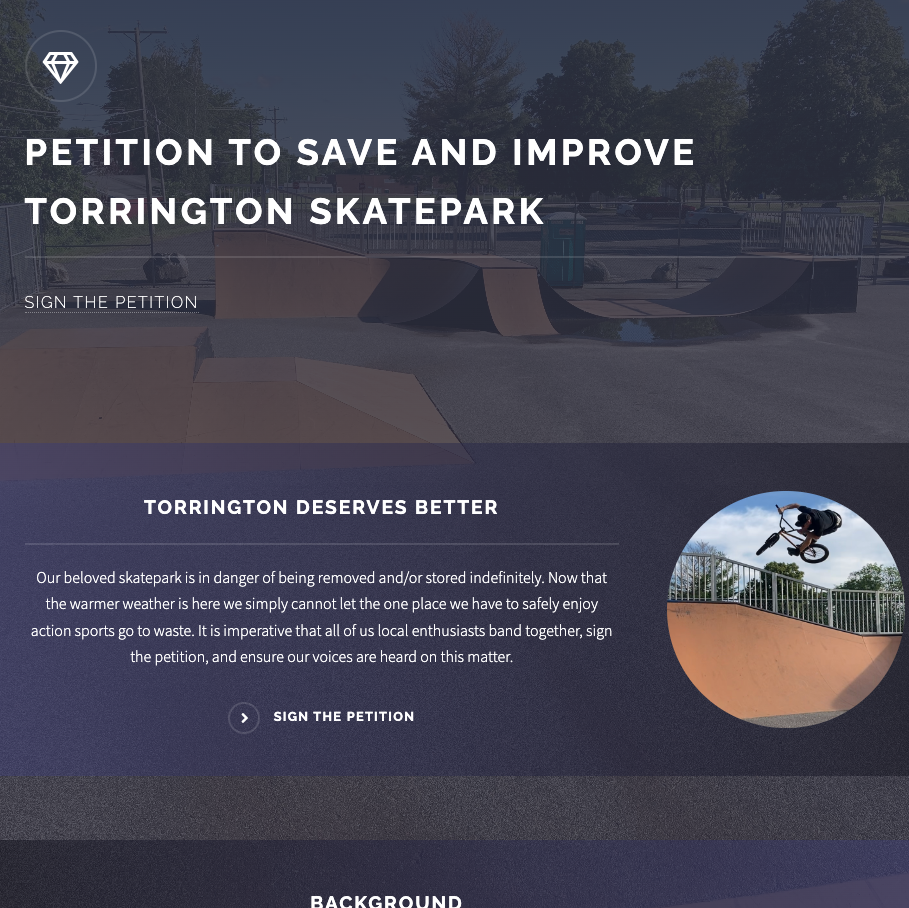 PETITION TO SAVE AND IMPROVE
TORRINGTON SKATEPARK
SIGN THE PETITION
TORRINGTON DESERVES BETTER
Our beloved skatepark is in danger of being removed and/or stored indefinitely. Now that
the warmer weather is here we simply cannot let the one place we have to safely enjoy
action sports go to waste. It is imperative that all of us local enthusiasts band together, sign
the petition, and ensure our voices are heard on this matter.
SIGN THE PETITION
BACKGROUND